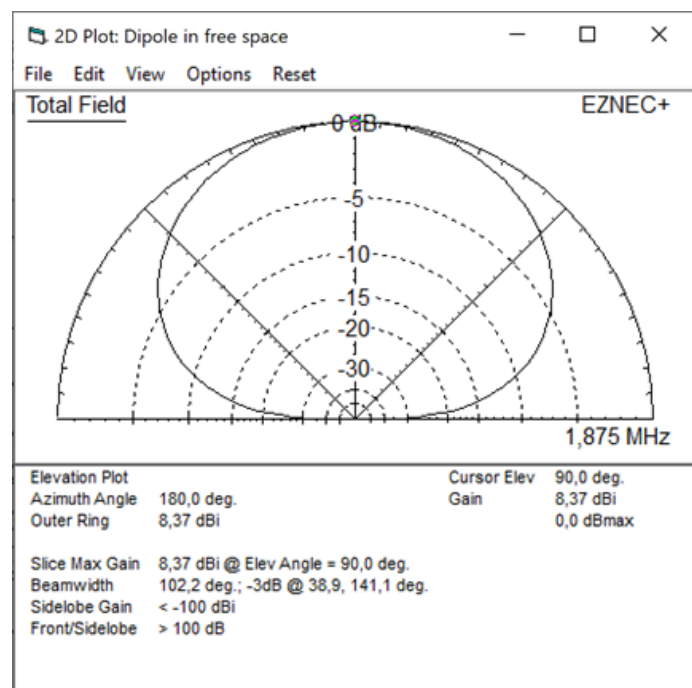 2D Plot: Dipole in free space
File Edit View Options Reset
Total Field EZNEC+
0 dB
-5
-10
-15
-20
-30
1,875 MHz
Elevation Plot Cursor Elev 90,0 deg.
Azimuth Angle 180,0 deg. Gain 8,37 dBi
Outer Ring 8,37 dBi 0,0 dBmax
Slice Max Gain 8,37 dBi @ Elev Angle = 90,0 deg.
Beamwidth 102,2 deg.; -3dB @ 38,9, 141,1 deg.
Sidelobe Gain < -100 dBi
Front/Sidelobe > 100 dB